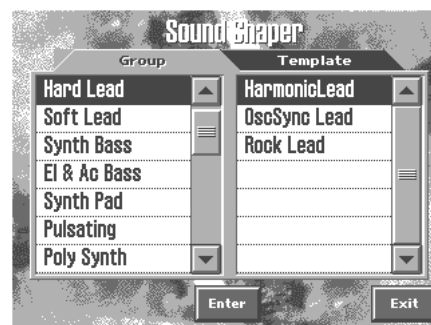 Sound Shaper
Group
Template
Hard Lead
Soft Lead
Synth Bass
El & Ac Bass
Synth Pad
Pulsating
Poly Synth
HarmonicLead
OscSync Lead
Rock Lead
Enter
Exit